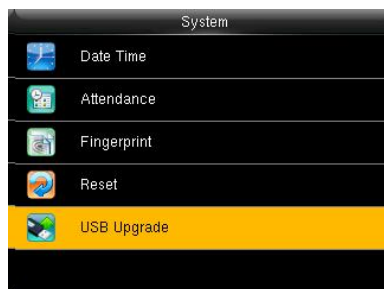 System
Date Time
Attendance
Fingerprint
Reset
USB Upgrade